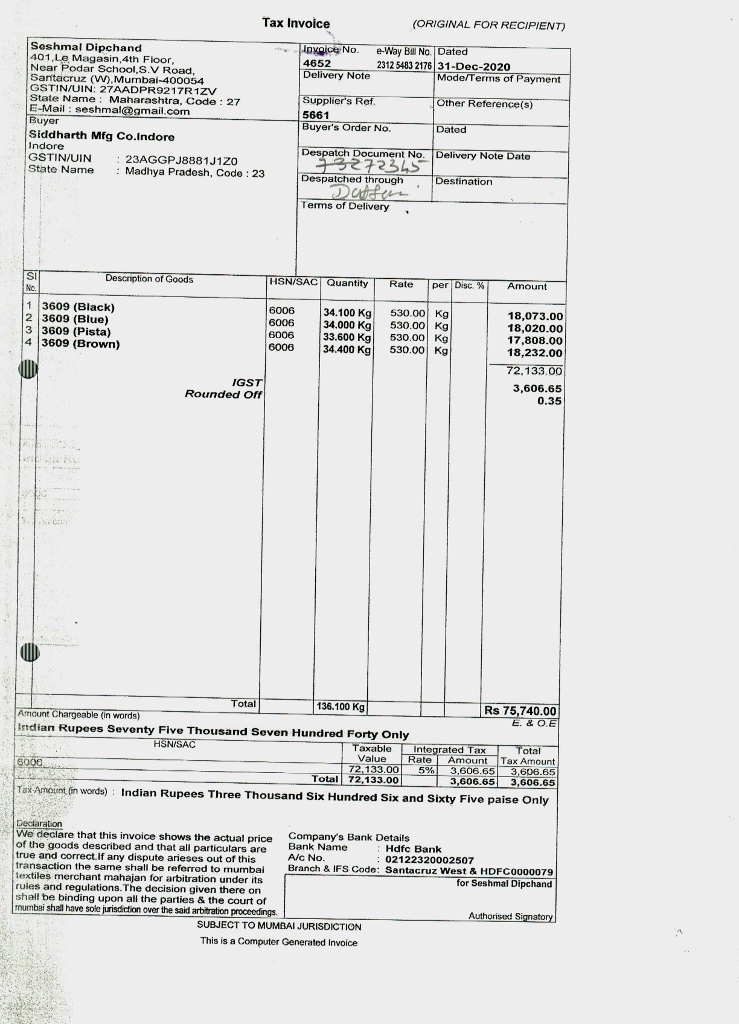 Tax Invoice
(ORIGINAL FOR RECIPIENT)
Seshmal Dipchand
401,Le Magasin,4th Floor,
Near Podar School,S.V Road,
Santacruz (W),Mumbai-400054
GSTIN/UIN: 27AADPR9217R1ZV
State Name : Maharashtra, Code : 27
E-Mail : seshmal@gmail.com
Buyer
Siddharth Mfg Co.Indore
Indore
GSTIN/UIN : 23AGGPJ8881J1Z0
State Name : Madhya Pradesh, Code : 23
Invoice No. e-Way Bill No. Dated
4652 2312 5483 2176 31-Dec-2020
Delivery Note Mode/Terms of Payment
Supplier's Ref. Other Reference(s)
5661
Buyer's Order No. Dated
Despatch Document No. Delivery Note Date
73272345
Despatched through Destination
Terms of Delivery
Sl No. Description of Goods HSN/SAC Quantity Rate per Disc. % Amount
1 3609 (Black) 6006 34.100 Kg 530.00 Kg 18,073.00
2 3609 (Blue) 6006 34.000 Kg 530.00 Kg 18,020.00
3 3609 (Pista) 6006 33.600 Kg 530.00 Kg 17,808.00
4 3609 (Brown) 6006 34.400 Kg 530.00 Kg 18,232.00
72,133.00
IGST 3,606.65
Rounded Off 0.35
Total 136.100 Kg Rs 75,740.00
Amount Chargeable (in words) E. & O.E
Indian Rupees Seventy Five Thousand Seven Hundred Forty Only
HSN/SAC Taxable Value Integrated Tax Rate Amount Total Tax Amount
6006 72,133.00 5% 3,606.65 3,606.65
Total 72,133.00 3,606.65 3,606.65
Tax Amount (in words) : Indian Rupees Three Thousand Six Hundred Six and Sixty Five paise Only
Declaration
We declare that this invoice shows the actual price
of the goods described and that all particulars are
true and correct.If any dispute arieses out of this
transaction the same shall be referred to mumbai
textiles merchant mahajan for arbitration under its
rules and regulations.The decision given there on
shall be binding upon all the parties & the court of
mumbai shall have sole jurisdiction over the said arbitration proceedings.
Company's Bank Details
Bank Name : Hdfc Bank
A/c No. : 02122320002507
Branch & IFS Code: Santacruz West & HDFC0000079
for Seshmal Dipchand
Authorised Signatory
SUBJECT TO MUMBAI JURISDICTION
This is a Computer Generated Invoice